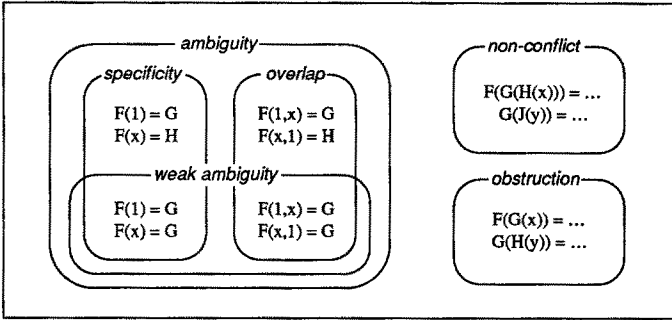 ambiguity
specificity
F(1) = G
F(x) = H
overlap
F(1,x) = G
F(x,1) = H
weak ambiguity
F(1) = G
F(x) = G
F(1,x) = G
F(x,1) = G
non-conflict
F(G(H(x))) = ...
G(J(y)) = ...
obstruction
F(G(x)) = ...
G(H(y)) = ...